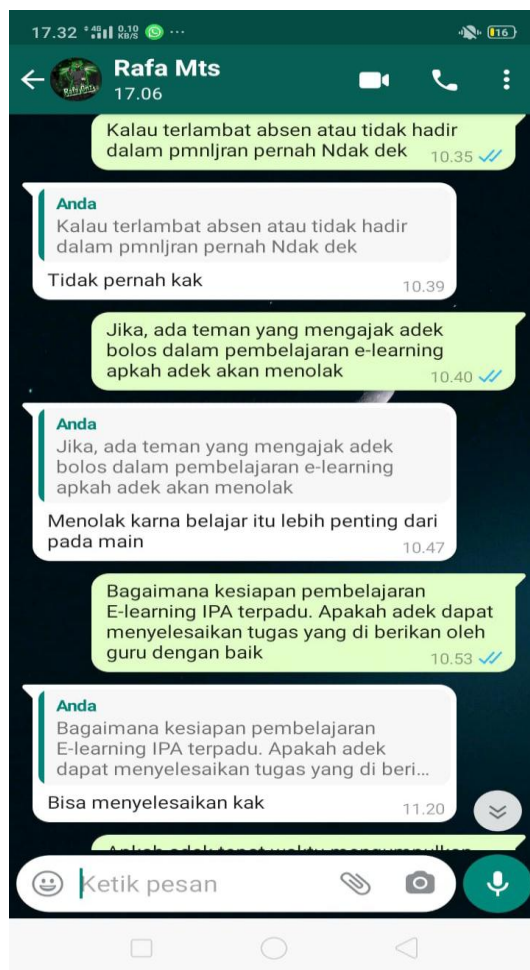 17.32
4G
0.10
KB/S
16
Rafa Mts
17.06
Kalau terlambat absen atau tidak hadir
dalam pmnljran pernah Ndak dek 10.35
Anda
Kalau terlambat absen atau tidak hadir
dalam pmnljran pernah Ndak dek
Tidak pernah kak 10.39
Jika, ada teman yang mengajak adek
bolos dalam pembelajaran e-learning
apkah adek akan menolak 10.40
Anda
Jika, ada teman yang mengajak adek
bolos dalam pembelajaran e-learning
apkah adek akan menolak
Menolak karna belajar itu lebih penting dari
pada main 10.47
Bagaimana kesiapan pembelajaran
E-learning IPA terpadu. Apakah adek dapat
menyelesaikan tugas yang di berikan oleh
guru dengan baik 10.53
Anda
Bagaimana kesiapan pembelajaran
E-learning IPA terpadu. Apakah adek
dapat menyelesaikan tugas yang di beri...
Bisa menyelesaikan kak 11.20
Ketik pesan